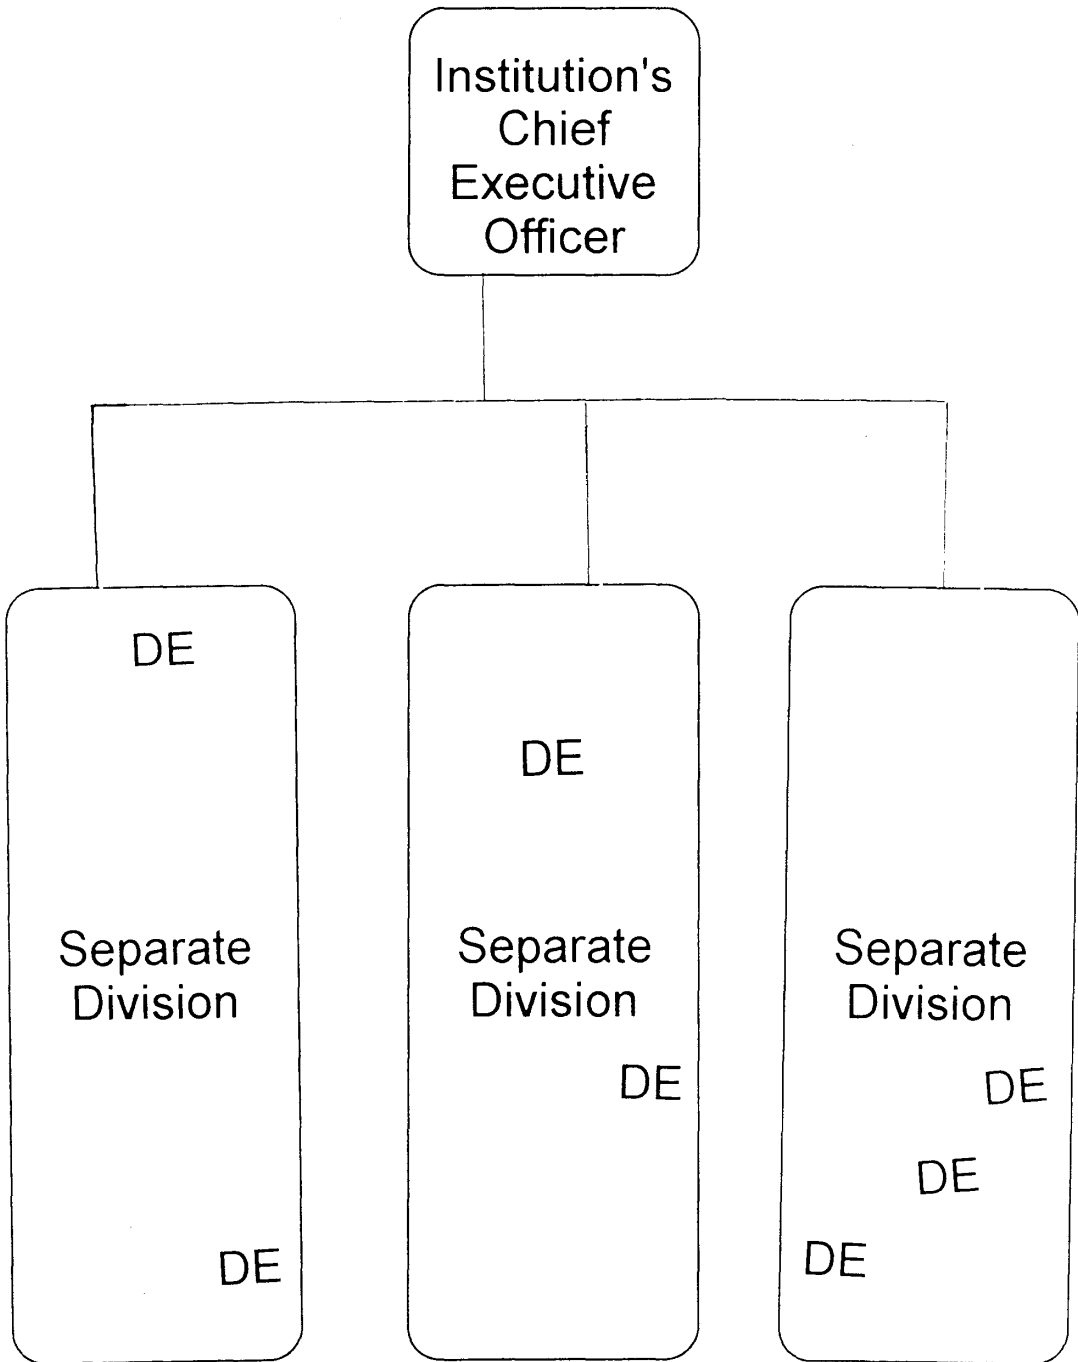 Institution's
Chief
Executive
Officer
DE
Separate
Division
DE
DE
Separate
Division
DE
Separate
Division
DE
DE
DE